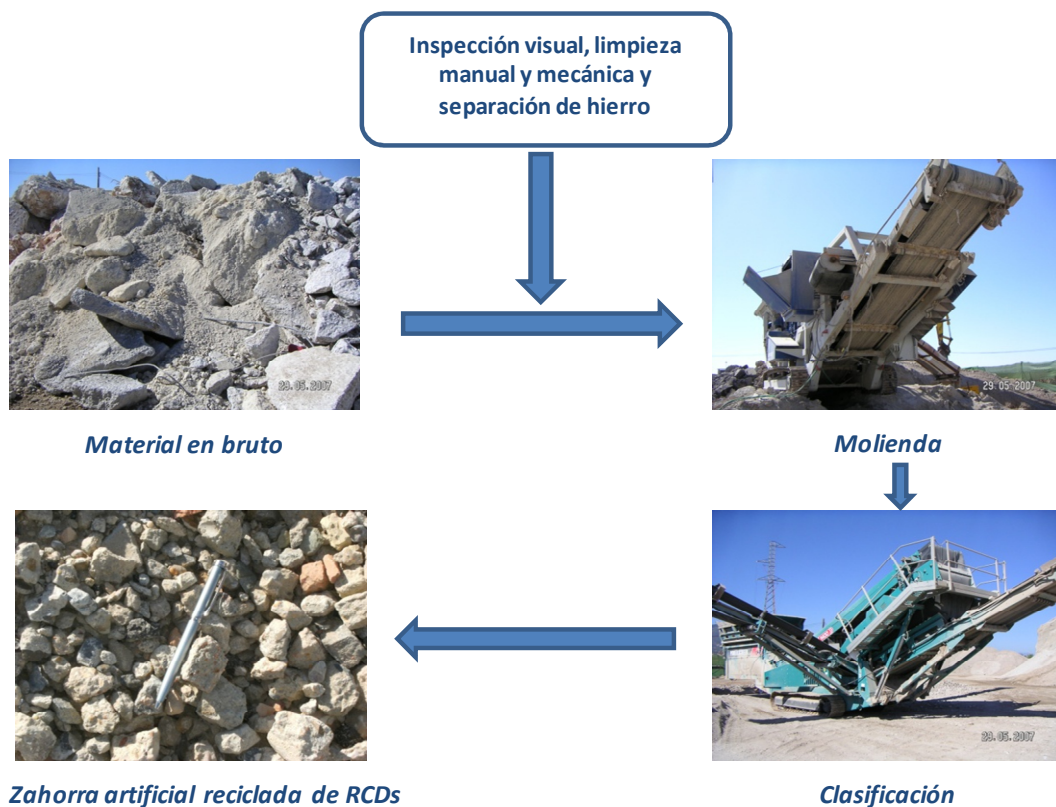 Inspección visual, limpieza
manual y mecánica y
separación de hierro
29.05.2007
29.05.2007
Material en bruto
Molienda
29.05.2007
Zahorra artificial reciclada de RCDs
Clasificación